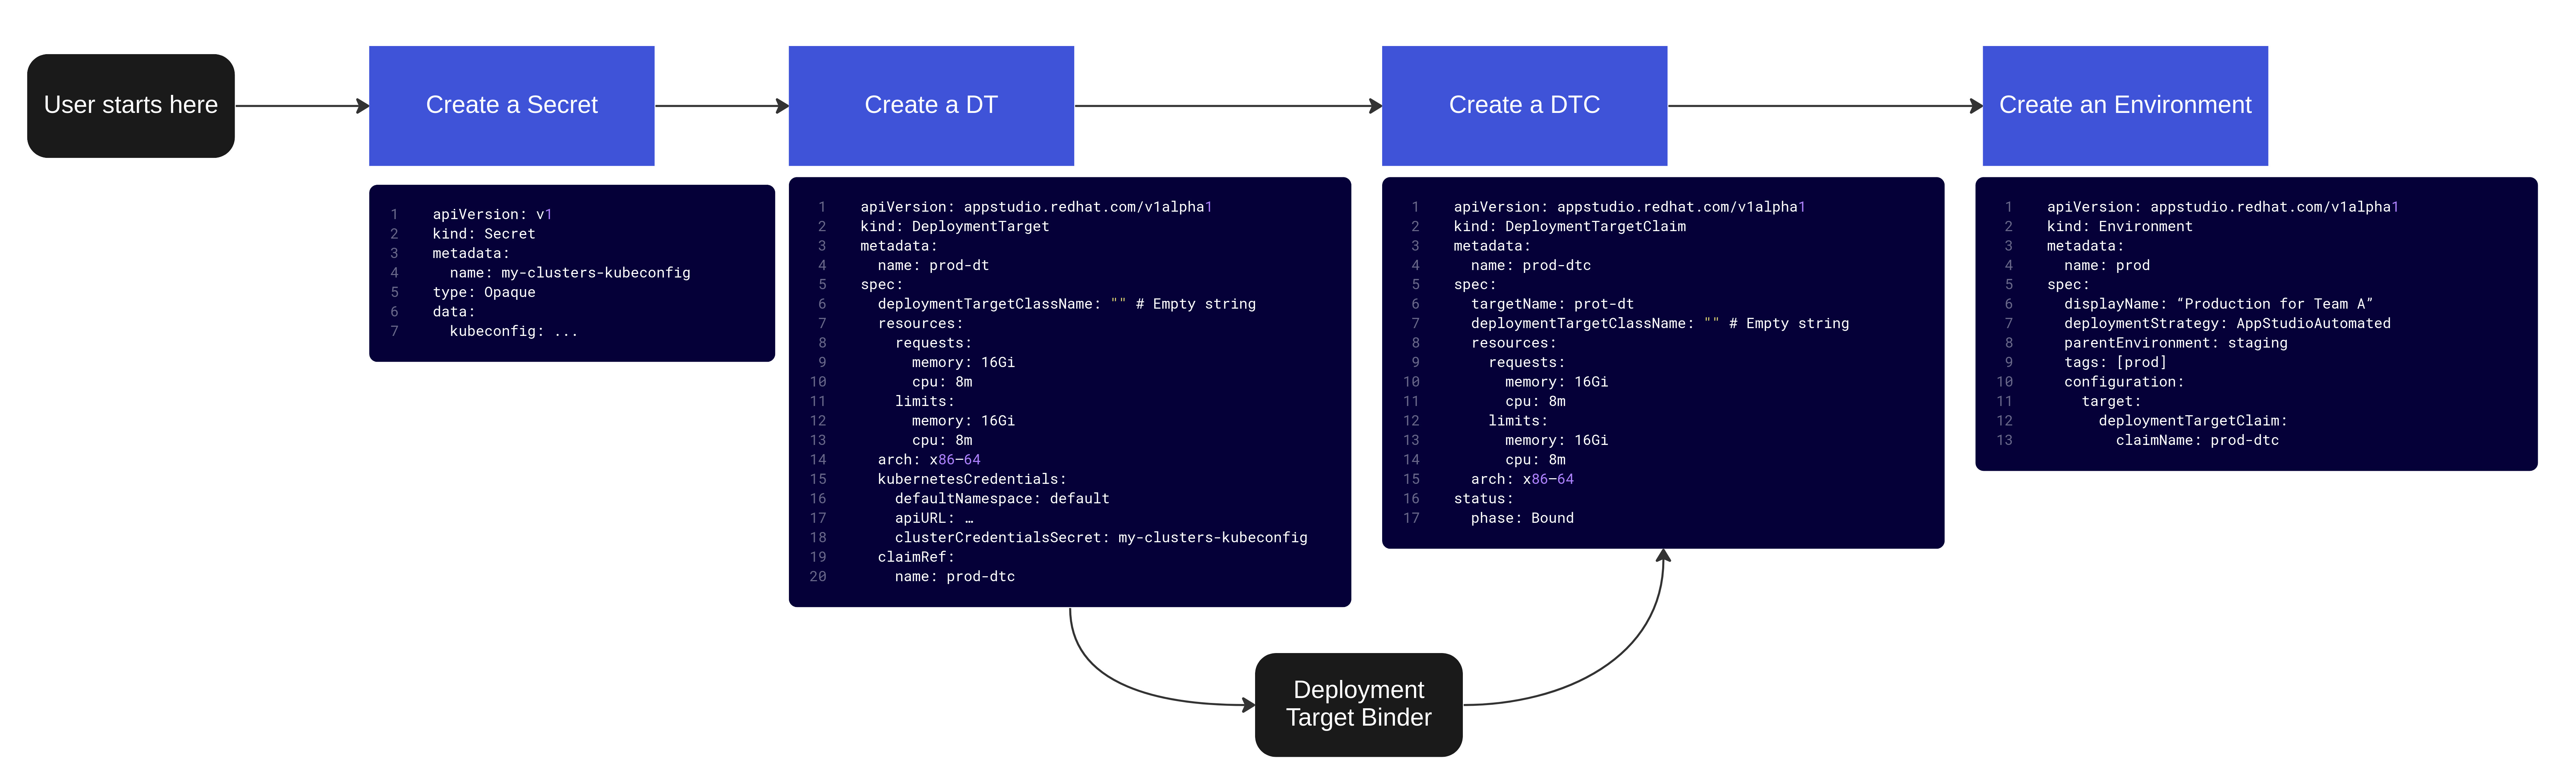 User starts here
Create a Secret
1 apiVersion: v1
2 kind: Secret
3 metadata:
4   name: my-clusters-kubeconfig
5 type: Opaque
6 data:
7   kubeconfig: ...
Create a DT
1 apiVersion: appstudio.redhat.com/v1alpha1
2 kind: DeploymentTarget
3 metadata:
4   name: prod-dt
5 spec:
6   deploymentTargetClassName: "" # Empty string
7   resources:
8     requests:
9       memory: 16Gi
10       cpu: 8m
11     limits:
12       memory: 16Gi
13       cpu: 8m
14   arch: x86–64
15   kubernetesCredentials:
16     defaultNamespace: default
17     apiURL: …
18     clusterCredentialsSecret: my-clusters-kubeconfig
19   claimRef:
20     name: prod-dtc
Create a DTC
1 apiVersion: appstudio.redhat.com/v1alpha1
2 kind: DeploymentTargetClaim
3 metadata:
4   name: prod-dtc
5 spec:
6   targetName: prot-dt
7   deploymentTargetClassName: "" # Empty string
8   resources:
9     requests:
10       memory: 16Gi
11       cpu: 8m
12     limits:
13       memory: 16Gi
14       cpu: 8m
15   arch: x86–64
16 status:
17   phase: Bound
Create an Environment
1 apiVersion: appstudio.redhat.com/v1alpha1
2 kind: Environment
3 metadata:
4   name: prod
5 spec:
6   displayName: “Production for Team A”
7   deploymentStrategy: AppStudioAutomated
8   parentEnvironment: staging
9   tags: [prod]
10   configuration:
11     target:
12       deploymentTargetClaim:
13         claimName: prod-dtc
Deployment
Target Binder